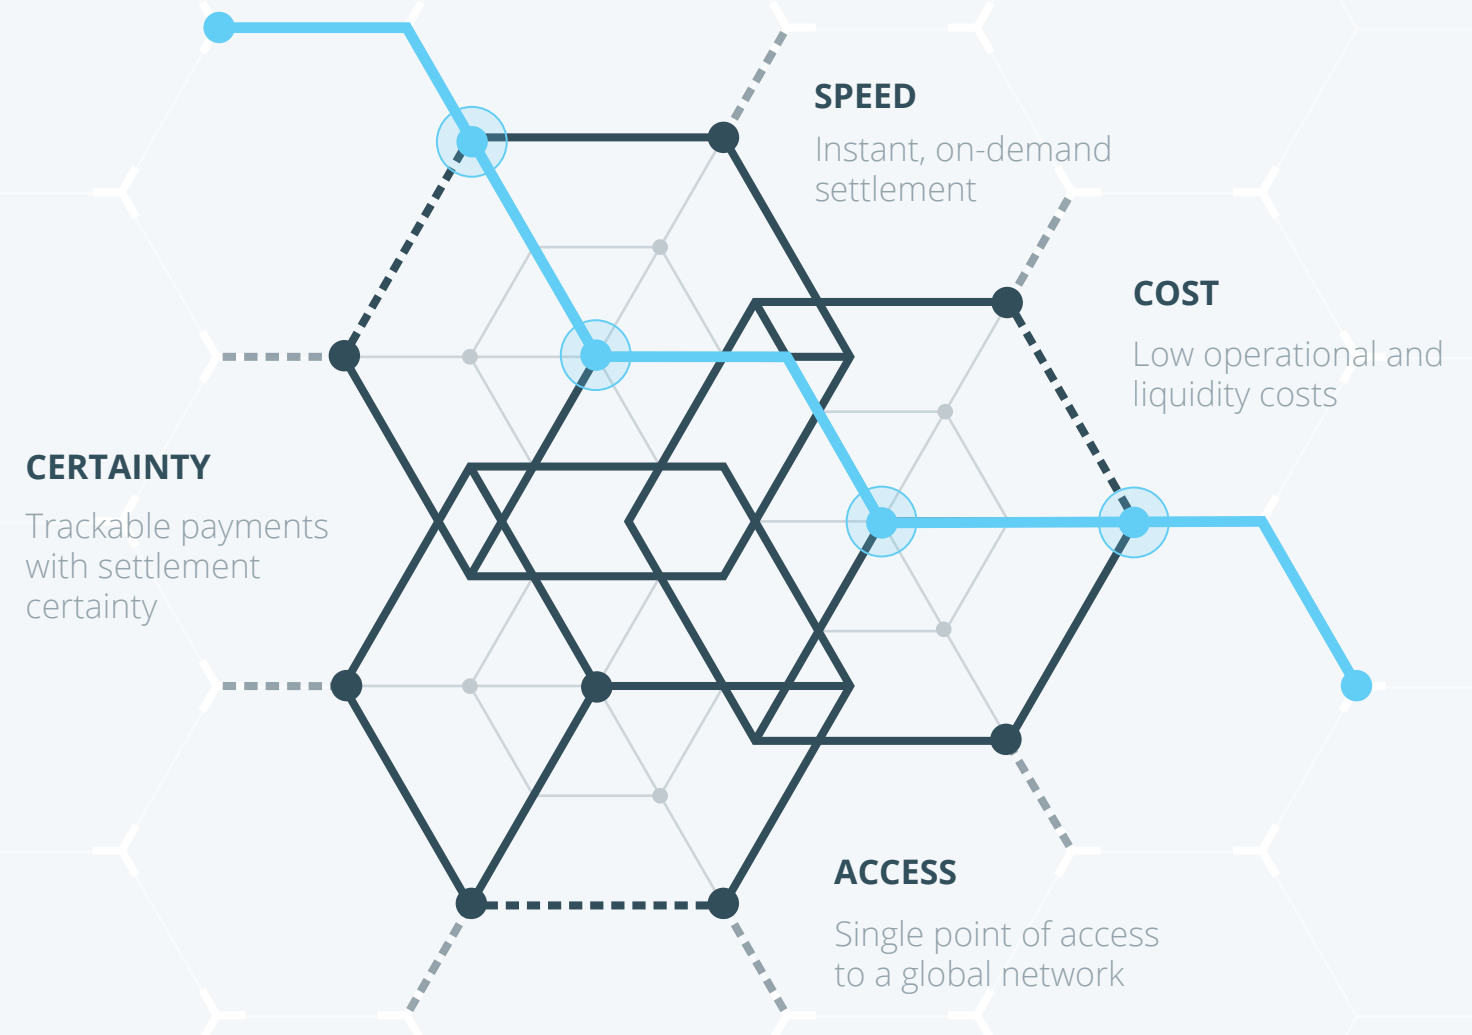 SPEED
Instant, on-demand
settlement
COST
Low operational and
liquidity costs
CERTAINTY
Trackable payments
with settlement
certainty
ACCESS
Single point of access
to a global network